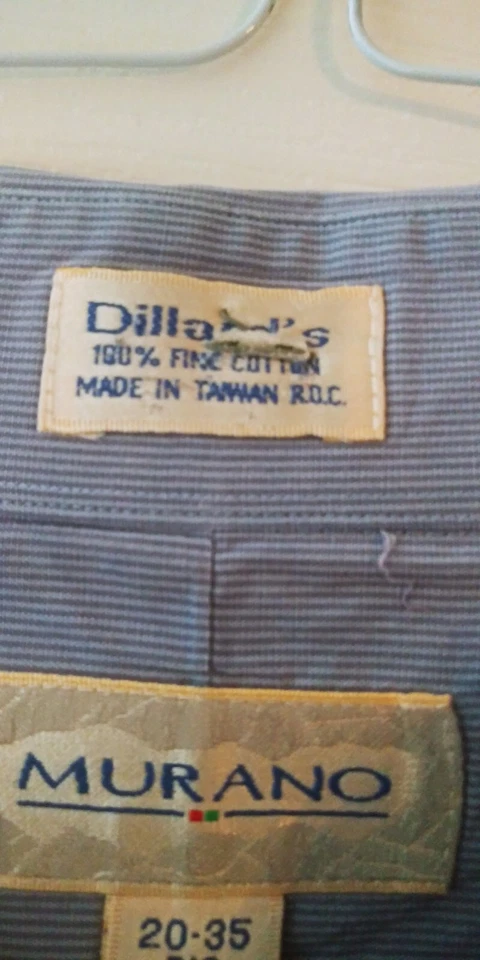 Dillard's
100% FINE COTTON
MADE IN TAIWAN R.O.C.
MURANO
20-35